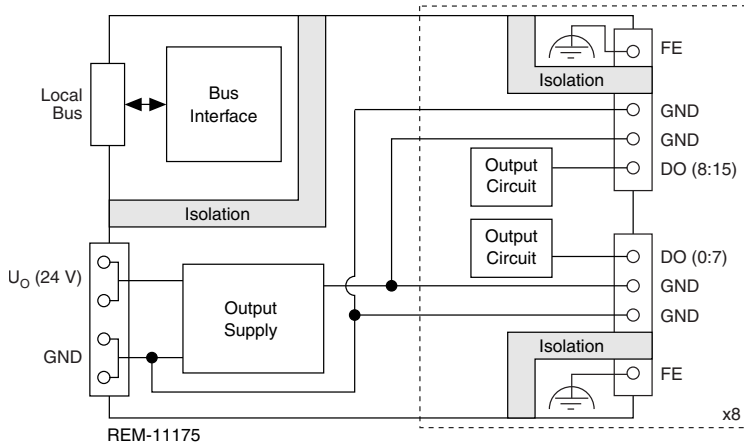 FE
Isolation
Local
Bus
Bus
Interface
GND
GND
Output
Circuit
DO (8:15)
Isolation
Output
Circuit
DO (0:7)
UO (24 V)
GND
Output
Supply
GND
Isolation
GND
FE
x8
REM-11175